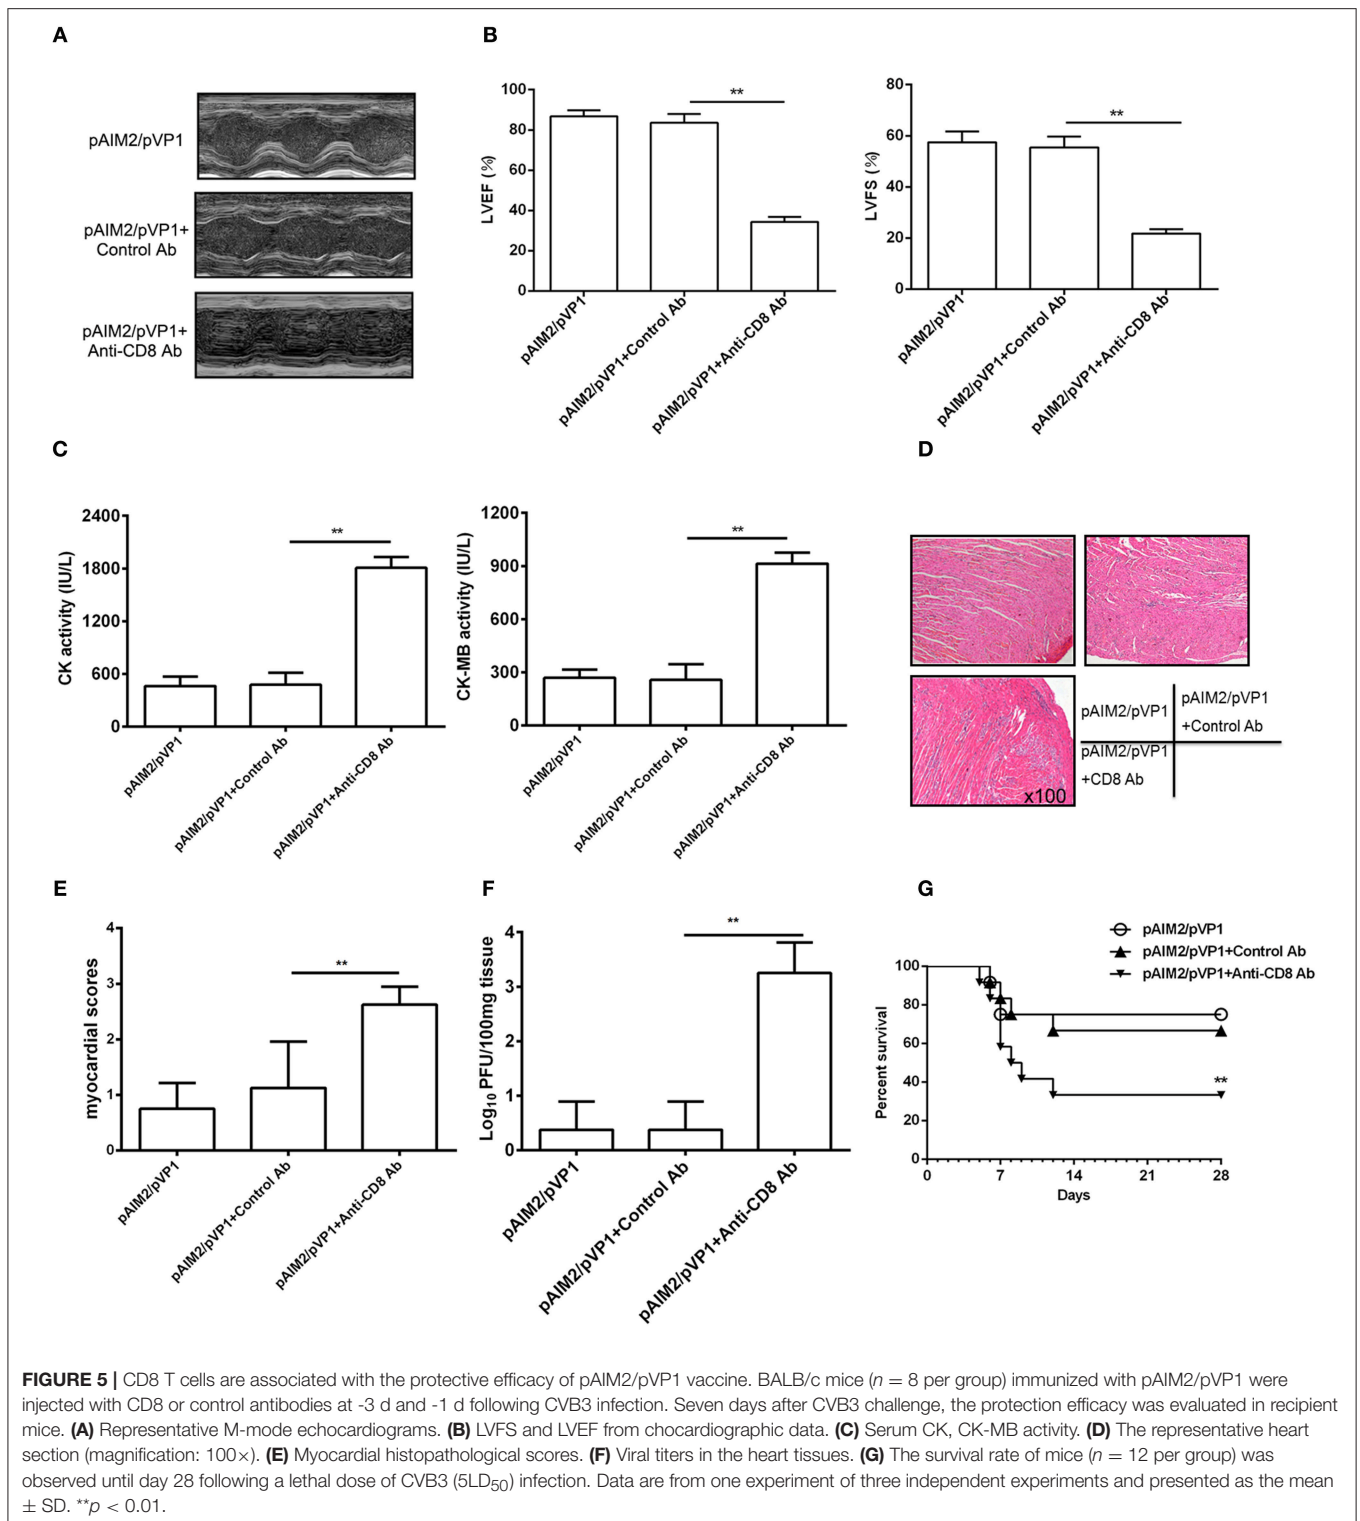 A
pAIM2/pVP1
pAIM2/pVP1+
Control Ab
pAIM2/pVP1+
Anti-CD8 Ab
B
100
80
60
40
20
0
LVEF (%)
**
pAIM2/pVP1
pAIM2/pVP1+Control Ab
pAIM2/pVP1+Anti-CD8 Ab
80
60
40
20
0
LVFS (%)
**
pAIM2/pVP1
pAIM2/pVP1+Control Ab
pAIM2/pVP1+Anti-CD8 Ab
C
2400
1800
1200
600
0
CK activity (IU/L)
**
pAIM2/pVP1
pAIM2/pVP1+Control Ab
pAIM2/pVP1+Anti-CD8 Ab
1200
900
600
300
0
CK-MB activity (IU/L)
**
pAIM2/pVP1
pAIM2/pVP1+Control Ab
pAIM2/pVP1+Anti-CD8 Ab
D
x100
pAIM2/pVP1
pAIM2/pVP1
+Control Ab
pAIM2/pVP1
+CD8 Ab
E
4
3
2
1
0
myocardial scores
**
pAIM2/pVP1
pAIM2/pVP1+Control Ab
pAIM2/pVP1+Anti-CD8 Ab
F
4
3
2
1
0
Log₁₀ PFU/100mg tissue
**
pAIM2/pVP1
pAIM2/pVP1+Control Ab
pAIM2/pVP1+Anti-CD8 Ab
G
pAIM2/pVP1
pAIM2/pVP1+Control Ab
pAIM2/pVP1+Anti-CD8 Ab
100
80
60
40
20
0
Percent survival
**
0 7 14 21 28
Days
FIGURE 5 | CD8 T cells are associated with the protective efficacy of pAIM2/pVP1 vaccine. BALB/c mice (n = 8 per group) immunized with pAIM2/pVP1 were
injected with CD8 or control antibodies at -3 d and -1 d following CVB3 infection. Seven days after CVB3 challenge, the protection efficacy was evaluated in recipient
mice. (A) Representative M-mode echocardiograms. (B) LVFS and LVEF from chocardiographic data. (C) Serum CK, CK-MB activity. (D) The representative heart
section (magnification: 100×). (E) Myocardial histopathological scores. (F) Viral titers in the heart tissues. (G) The survival rate of mice (n = 12 per group) was
observed until day 28 following a lethal dose of CVB3 (5LD₅₀) infection. Data are from one experiment of three independent experiments and presented as the mean
± SD. **p < 0.01.